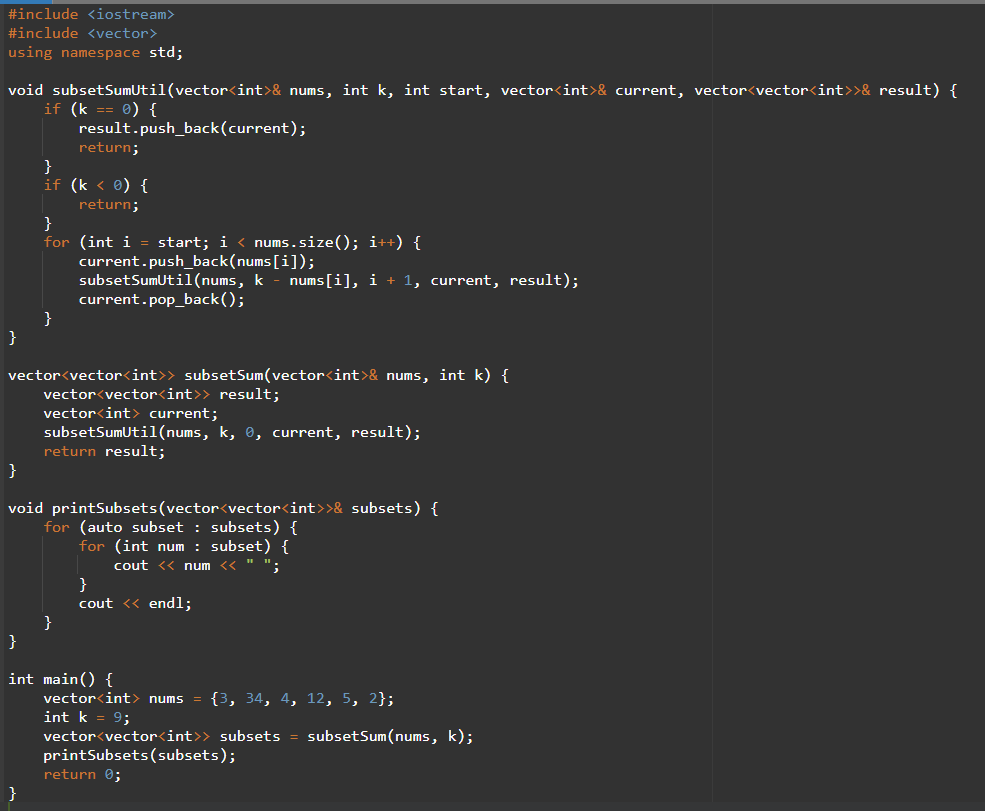 #include <iostream>
#include <vector>
using namespace std;
void subsetSumUtil(vector<int>& nums, int k, int start, vector<int>& current, vector<vector<int>>& result) {
    if (k == 0) {
        result.push_back(current);
        return;
    }
    if (k < 0) {
        return;
    }
    for (int i = start; i < nums.size(); i++) {
        current.push_back(nums[i]);
        subsetSumUtil(nums, k - nums[i], i + 1, current, result);
        current.pop_back();
    }
}
vector<vector<int>> subsetSum(vector<int>& nums, int k) {
    vector<vector<int>> result;
    vector<int> current;
    subsetSumUtil(nums, k, 0, current, result);
    return result;
}
void printSubsets(vector<vector<int>>& subsets) {
    for (auto subset : subsets) {
        for (int num : subset) {
            cout << num << " ";
        }
        cout << endl;
    }
}
int main() {
    vector<int> nums = {3, 34, 4, 12, 5, 2};
    int k = 9;
    vector<vector<int>> subsets = subsetSum(nums, k);
    printSubsets(subsets);
    return 0;
}